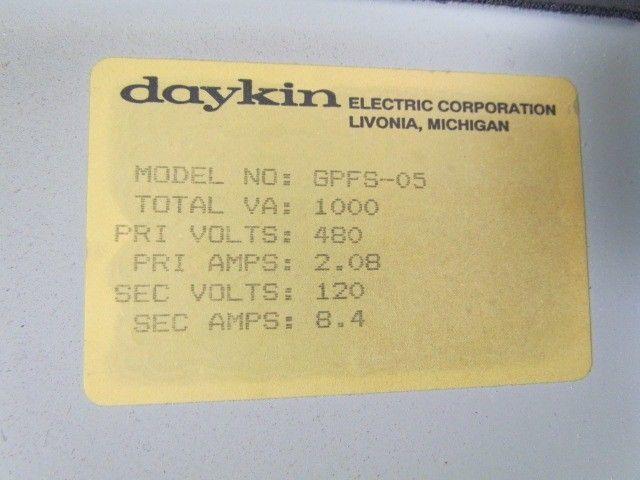 daykin ELECTRIC CORPORATION
LIVONIA, MICHIGAN
MODEL NO: GPFS-05
TOTAL VA: 1000
PRI VOLTS: 480
PRI AMPS: 2.08
SEC VOLTS: 120
SEC AMPS: 8.4